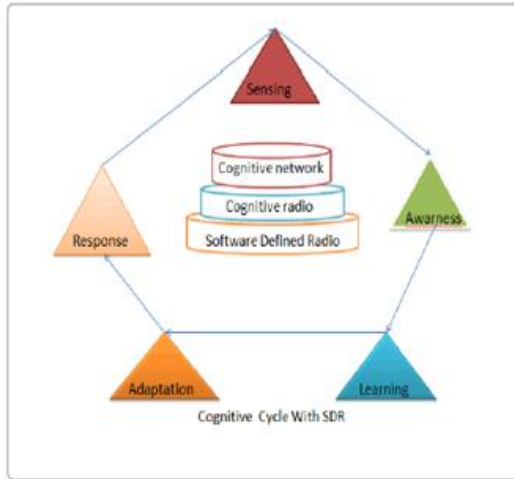 Sensing
Cognitive network
Cognitive radio
Software Defined Radio
Response
Awarness
Adaptation
Learning
Cognitive Cycle With SDR